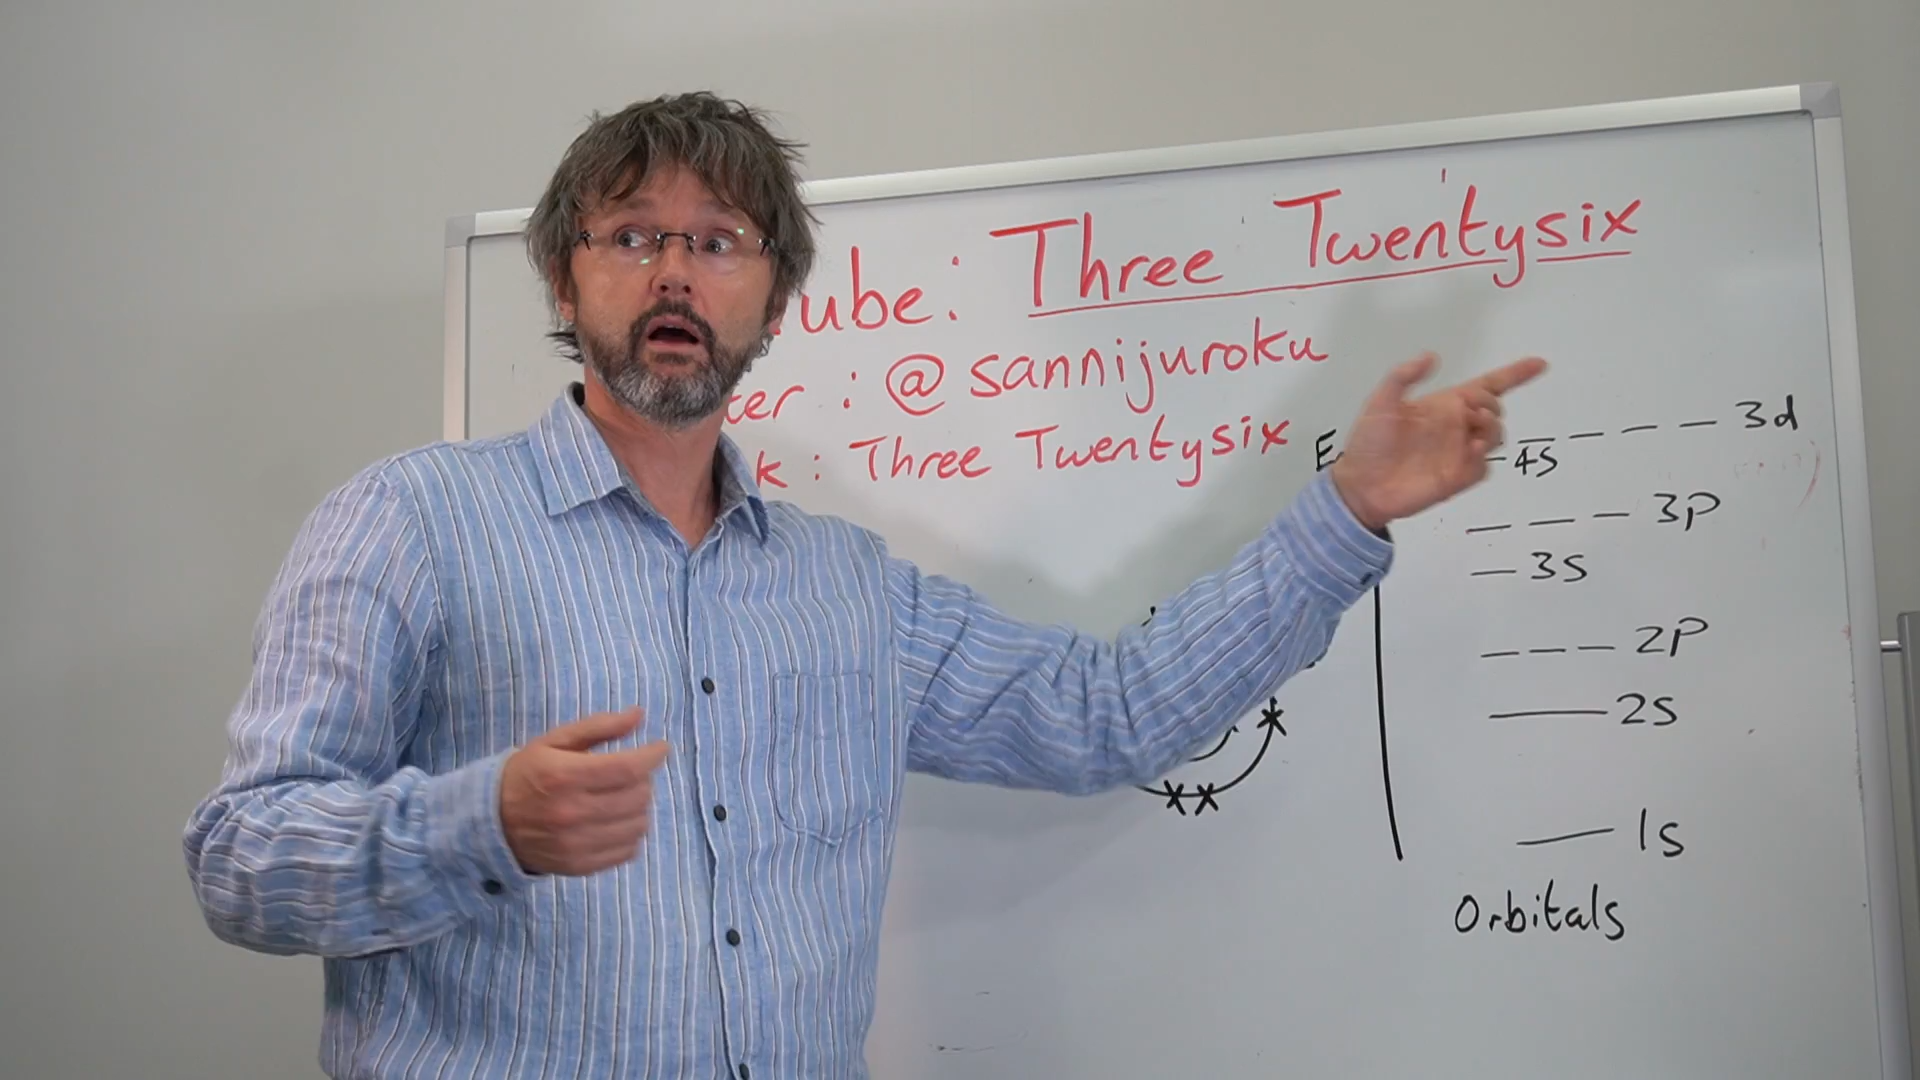 ube: Three Twentysix
ter : @sannijuroku
k : Three Twentysix
E
3d
4s
3p
3s
2p
2s
1s
Orbitals